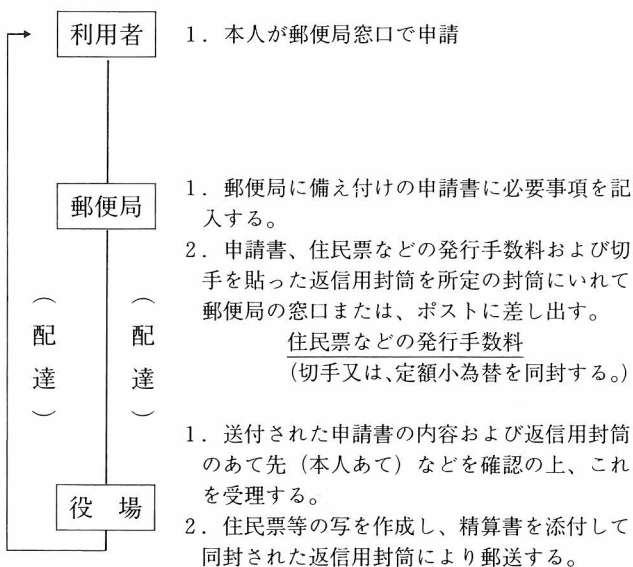 利用者
1．本人が郵便局窓口で申請
郵便局
1．郵便局に備え付けの申請書に必要事項を記
入する。
2．申請書、住民票などの発行手数料および切
手を貼った返信用封筒を所定の封筒にいれて
郵便局の窓口または、ポストに差し出す。
住民票などの発行手数料
（切手又は、定額小為替を同封する。）
（配達）
（配達）
役　場
1．送付された申請書の内容および返信用封筒
のあて先（本人あて）などを確認の上、これ
を受理する。
2．住民票等の写を作成し、精算書を添付して
同封された返信用封筒により郵送する。